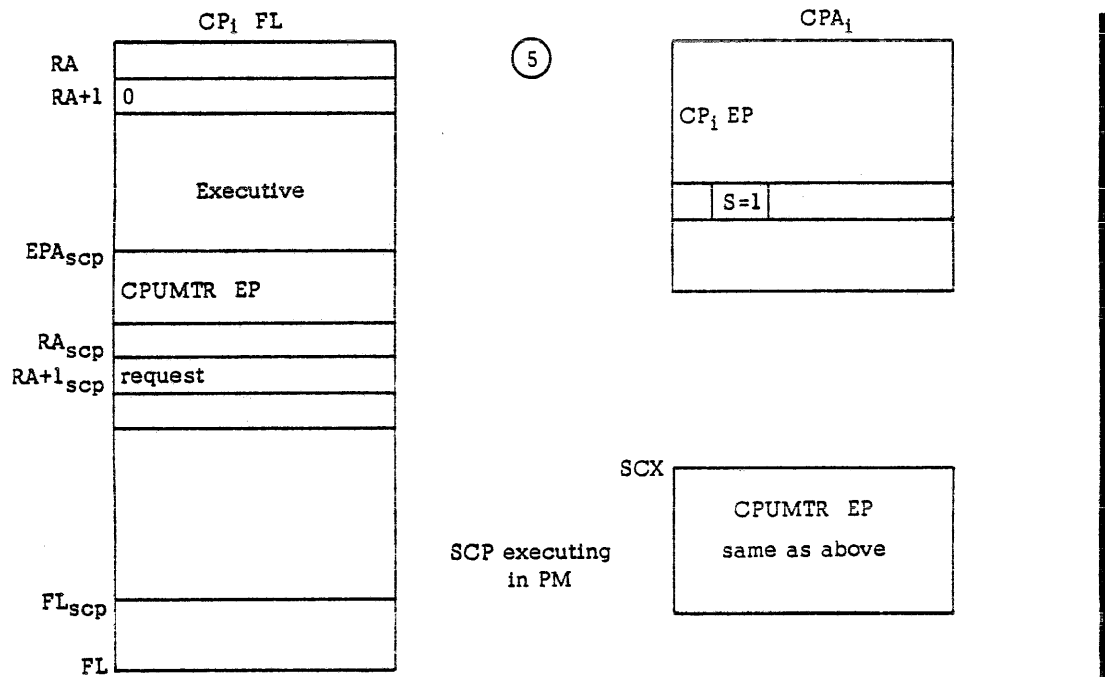 CPi FL
RA
RA+1
0
Executive
EPAscp
CPUMTR EP
RAscp
RA+1scp
request
FLscp
FL
5
SCP executing
in PM
CPAi
CPi EP
S=1
SCX
CPUMTR EP
same as above